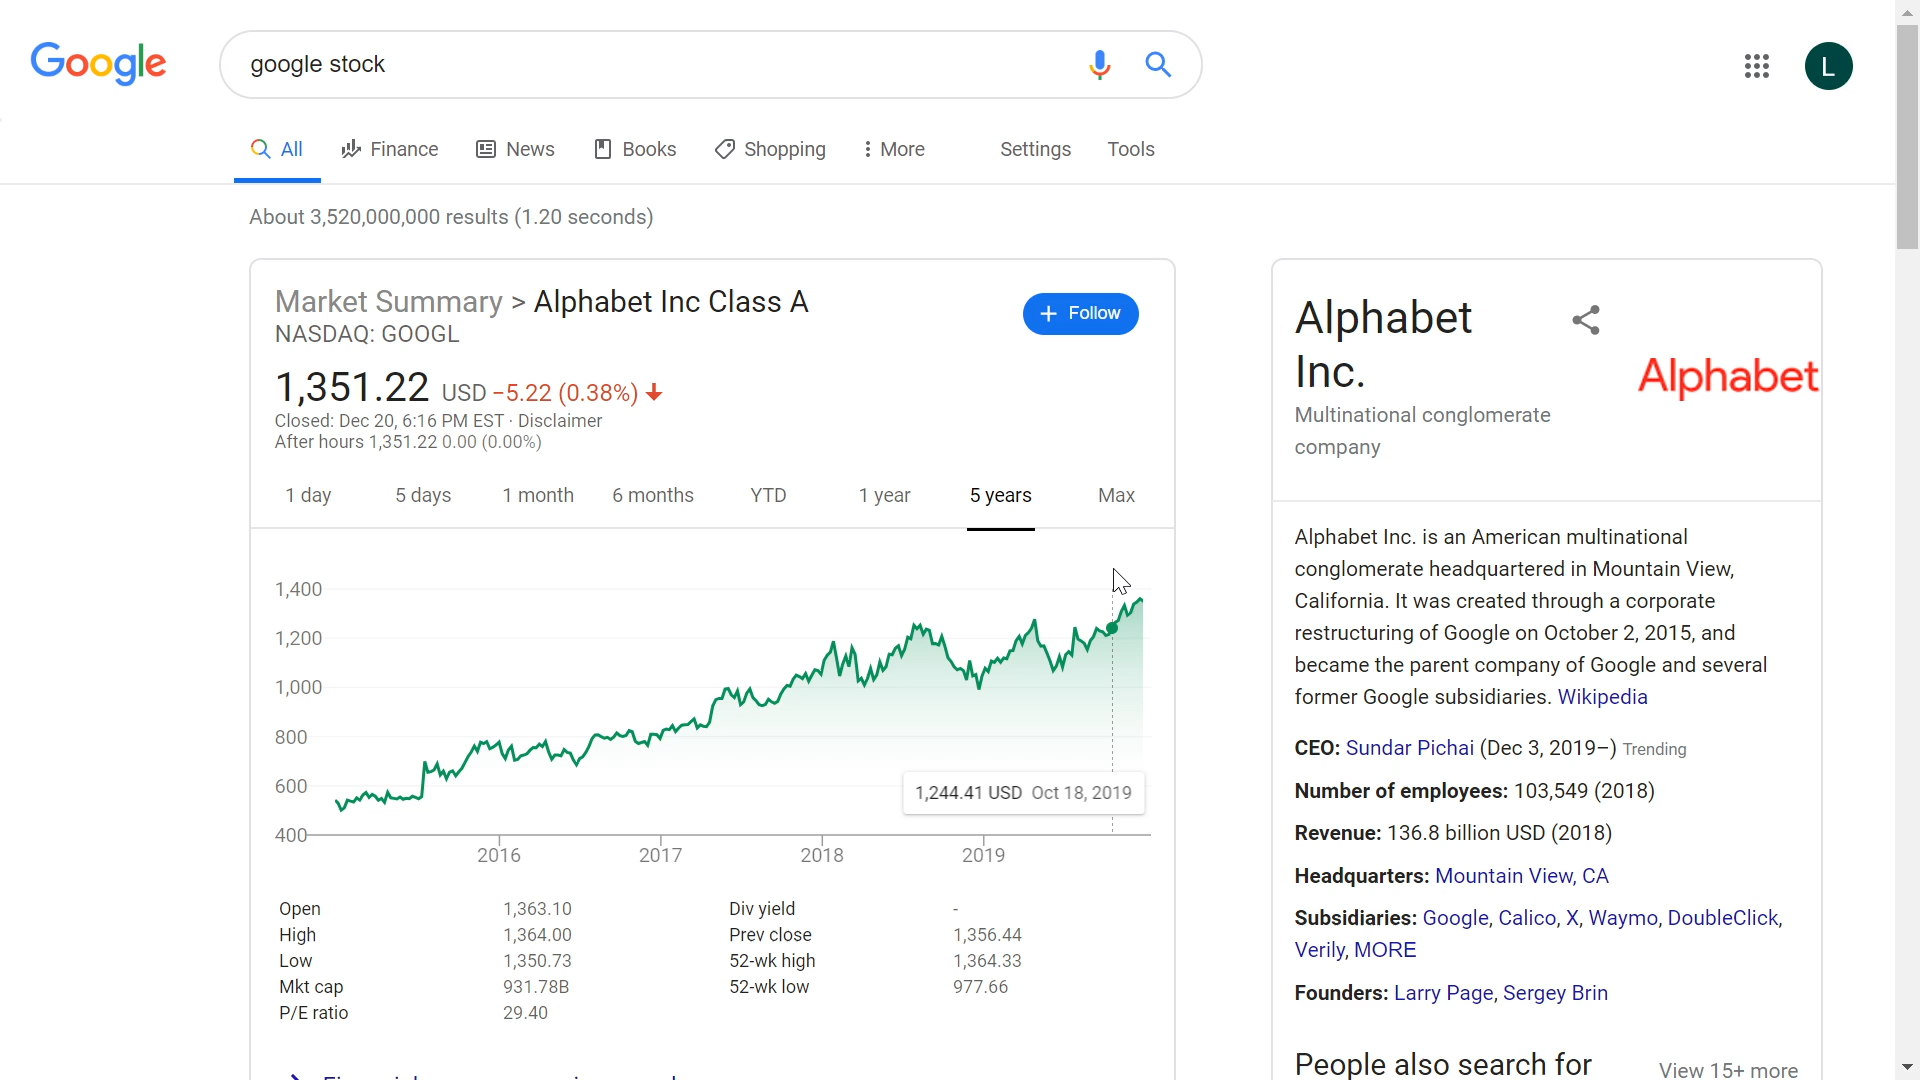 Google
google stock
L
All Finance News Books Shopping More Settings Tools
About 3,520,000,000 results (1.20 seconds)
Market Summary > Alphabet Inc Class A
NASDAQ: GOOGL
+ Follow
1,351.22 USD −5.22 (0.38%)
Closed: Dec 20, 6:16 PM EST · Disclaimer
After hours 1,351.22 0.00 (0.00%)
1 day 5 days 1 month 6 months YTD 1 year 5 years Max
1,400
1,200
1,000
800
600
400
1,244.41 USD Oct 18, 2019
2016 2017 2018 2019
Open 1,363.10 Div yield -
High 1,364.00 Prev close 1,356.44
Low 1,350.73 52-wk high 1,364.33
Mkt cap 931.78B 52-wk low 977.66
P/E ratio 29.40
Alphabet
Inc.
Alphabet
Multinational conglomerate
company
Alphabet Inc. is an American multinational
conglomerate headquartered in Mountain View,
California. It was created through a corporate
restructuring of Google on October 2, 2015, and
became the parent company of Google and several
former Google subsidiaries. Wikipedia
CEO: Sundar Pichai (Dec 3, 2019–) Trending
Number of employees: 103,549 (2018)
Revenue: 136.8 billion USD (2018)
Headquarters: Mountain View, CA
Subsidiaries: Google, Calico, X, Waymo, DoubleClick,
Verily, MORE
Founders: Larry Page, Sergey Brin
People also search for View 15+ more